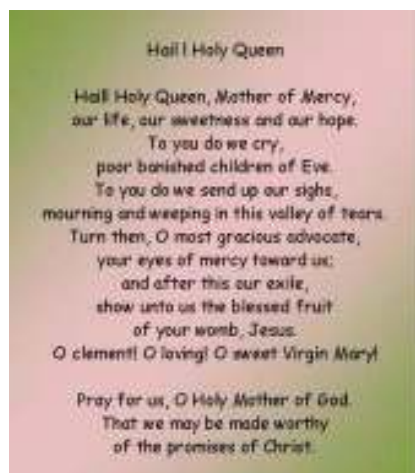 Hail! Holy Queen
Hail! Holy Queen, Mother of Mercy,
our life, our sweetness and our hope.
To you do we cry,
poor banished children of Eve.
To you do we send up our sighs,
mourning and weeping in this valley of tears.
Turn then, O most gracious advocate,
your eyes of mercy toward us;
and after this our exile,
show unto us the blessed fruit
of your womb, Jesus.
O clement! O loving! O sweet Virgin Mary!
Pray for us, O Holy Mother of God.
That we may be made worthy
of the promises of Christ.